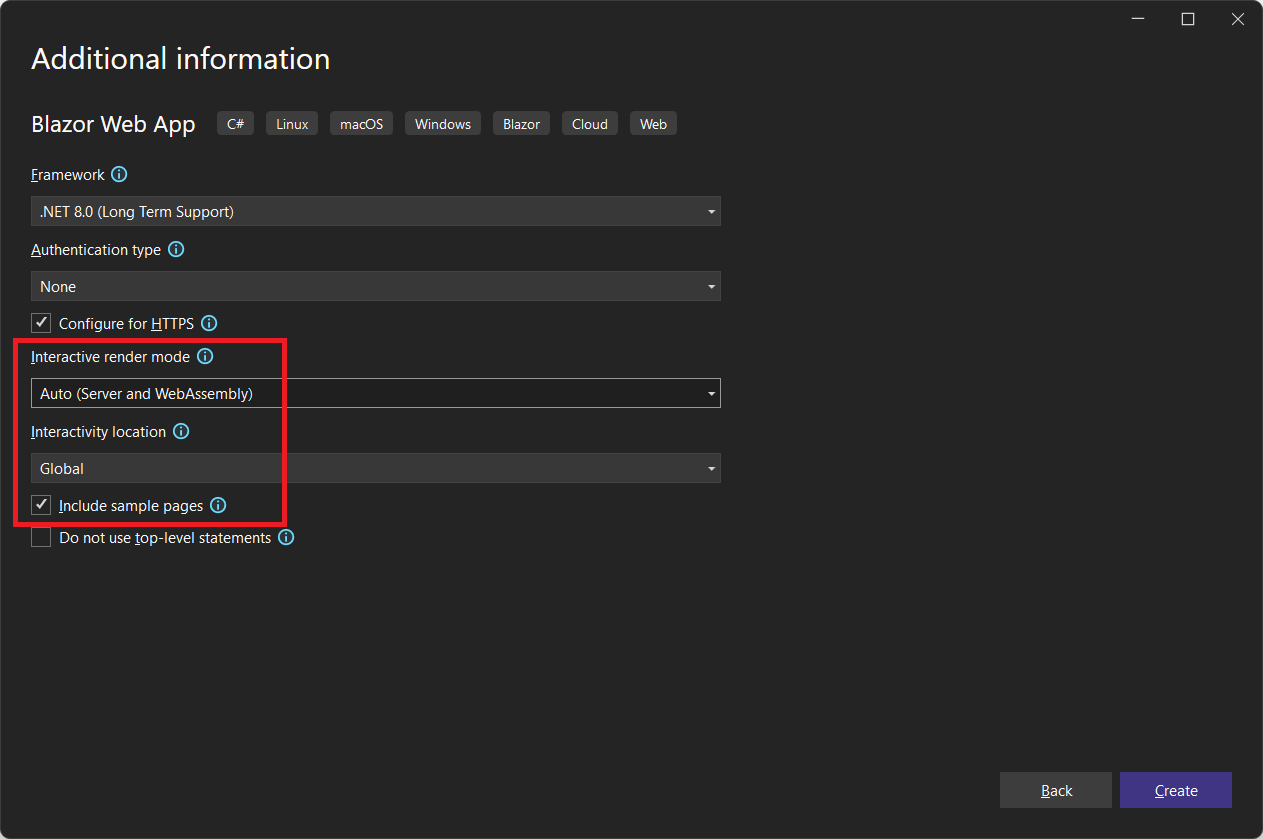 Additional information
Blazor Web App C# Linux macOS Windows Blazor Cloud Web
Framework
.NET 8.0 (Long Term Support)
Authentication type
None
Configure for HTTPS
Interactive render mode
Auto (Server and WebAssembly)
Interactivity location
Global
Include sample pages
Do not use top-level statements
Back Create